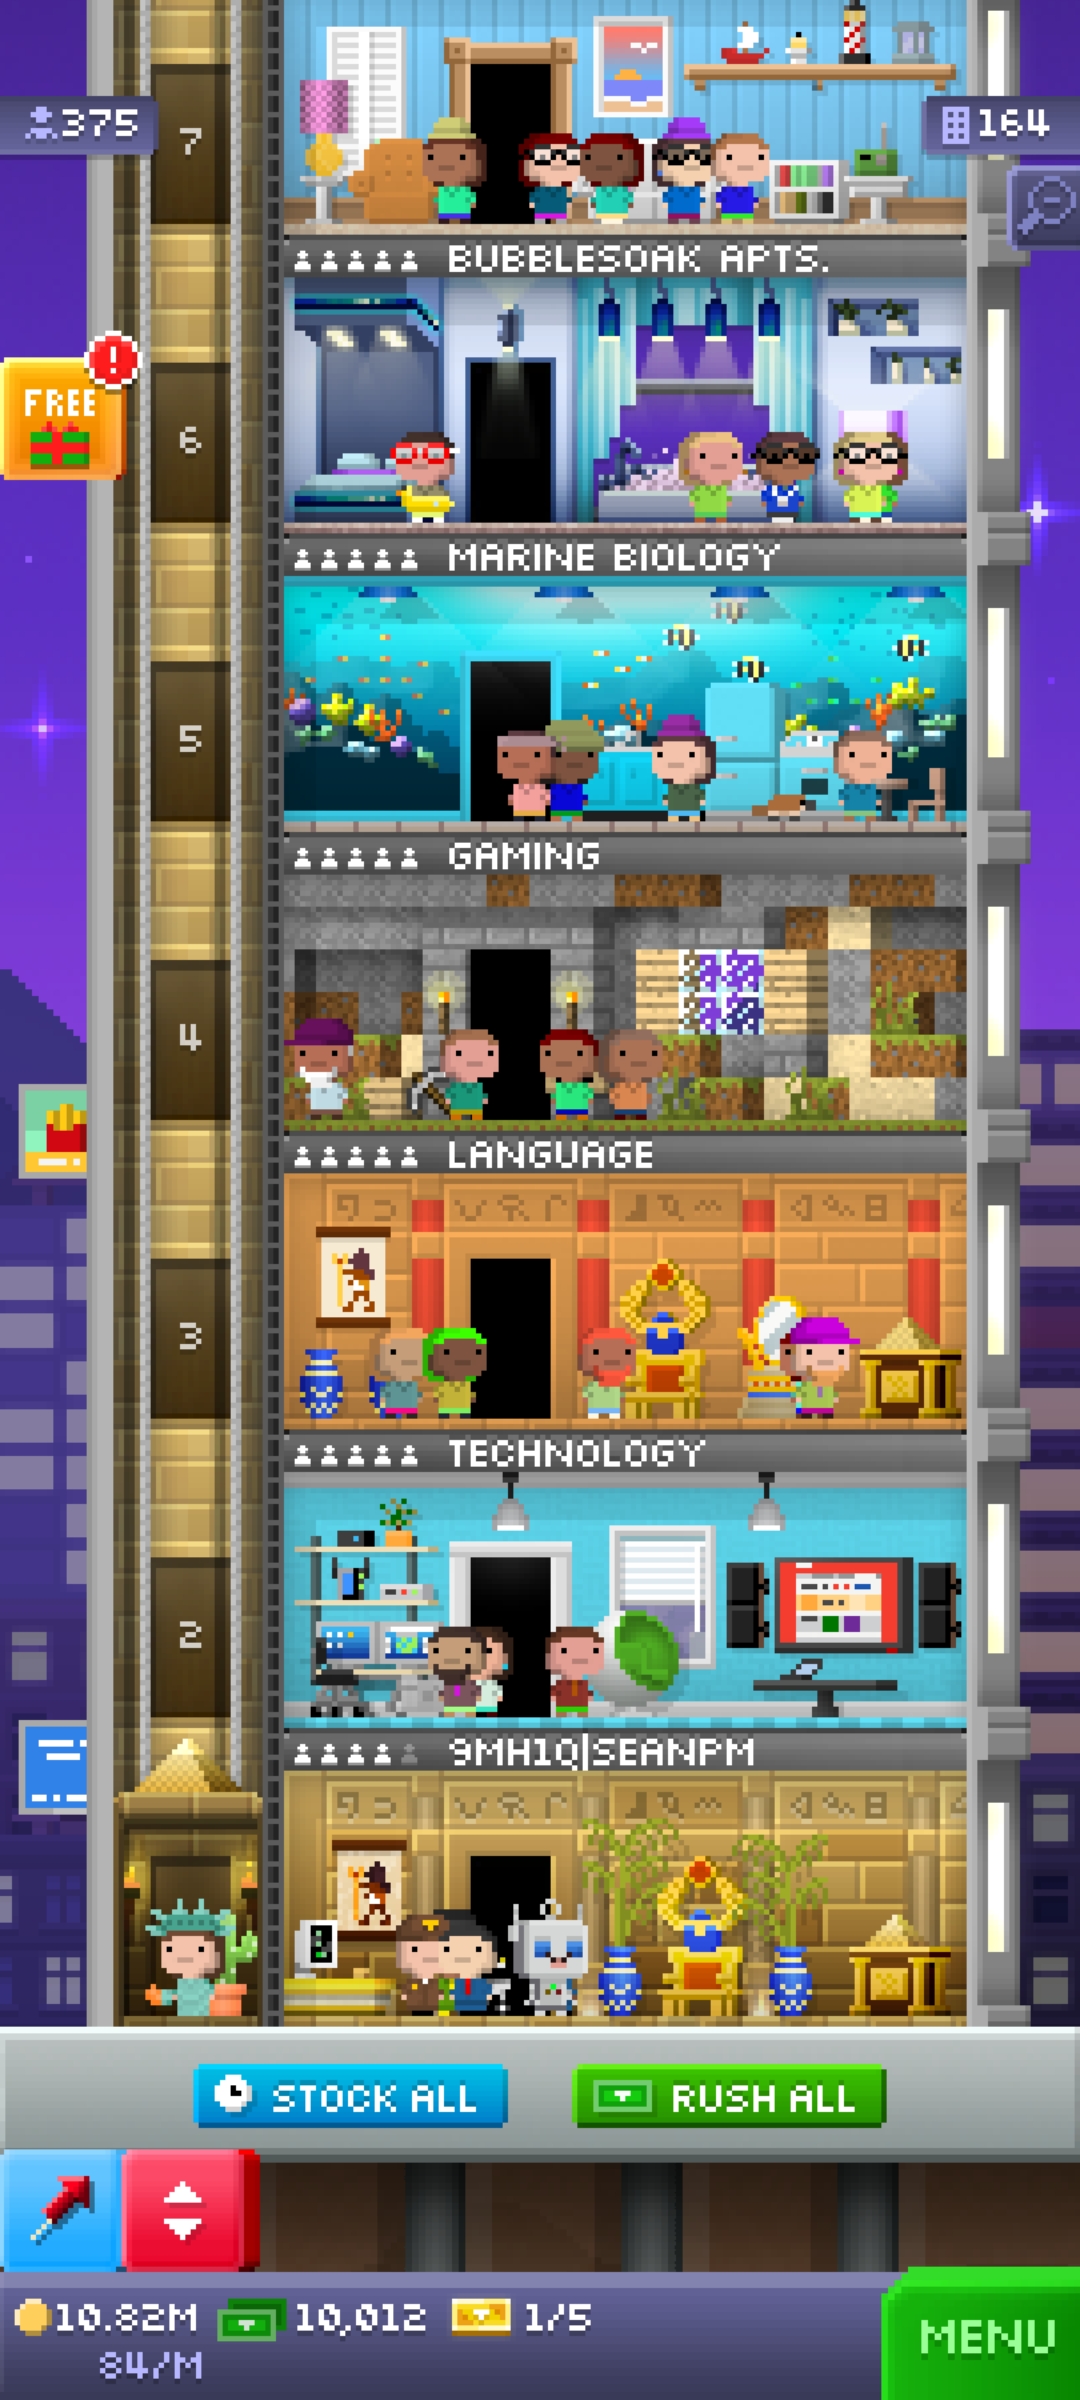 7
375
164
BUBBLESOAK APTS.
FREE
!
6
MARINE BIOLOGY
5
GAMING
4
LANGUAGE
3
TECHNOLOGY
2
9MH1Q|SEANPM
STOCK ALL
RUSH ALL
10.82M
10,012
1/5
84/M
MENU